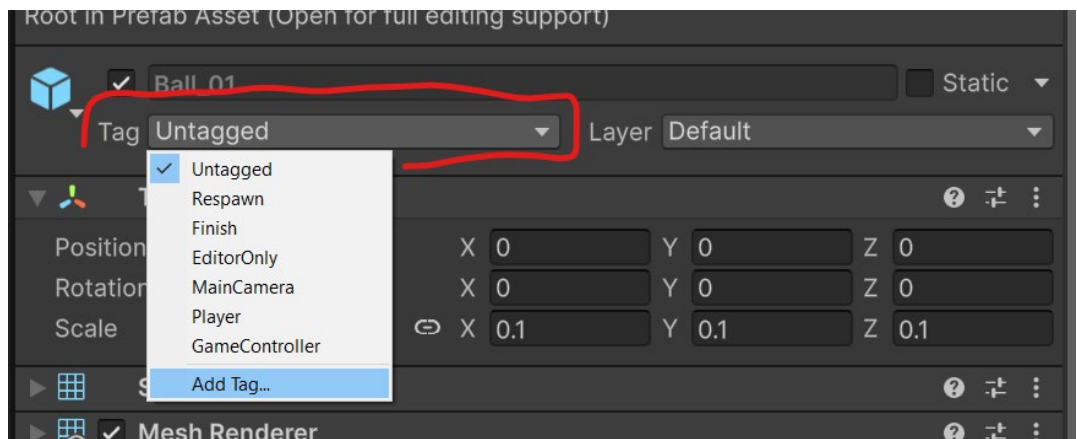 Root in Prefab Asset (Open for full editing support)
Ball_01
Static
Tag Untagged
Layer Default
Untagged
Respawn
Finish
EditorOnly
MainCamera
Player
GameController
Add Tag...
Position X 0 Y 0 Z 0
Rotation X 0 Y 0 Z 0
Scale X 0.1 Y 0.1 Z 0.1
Mesh Renderer